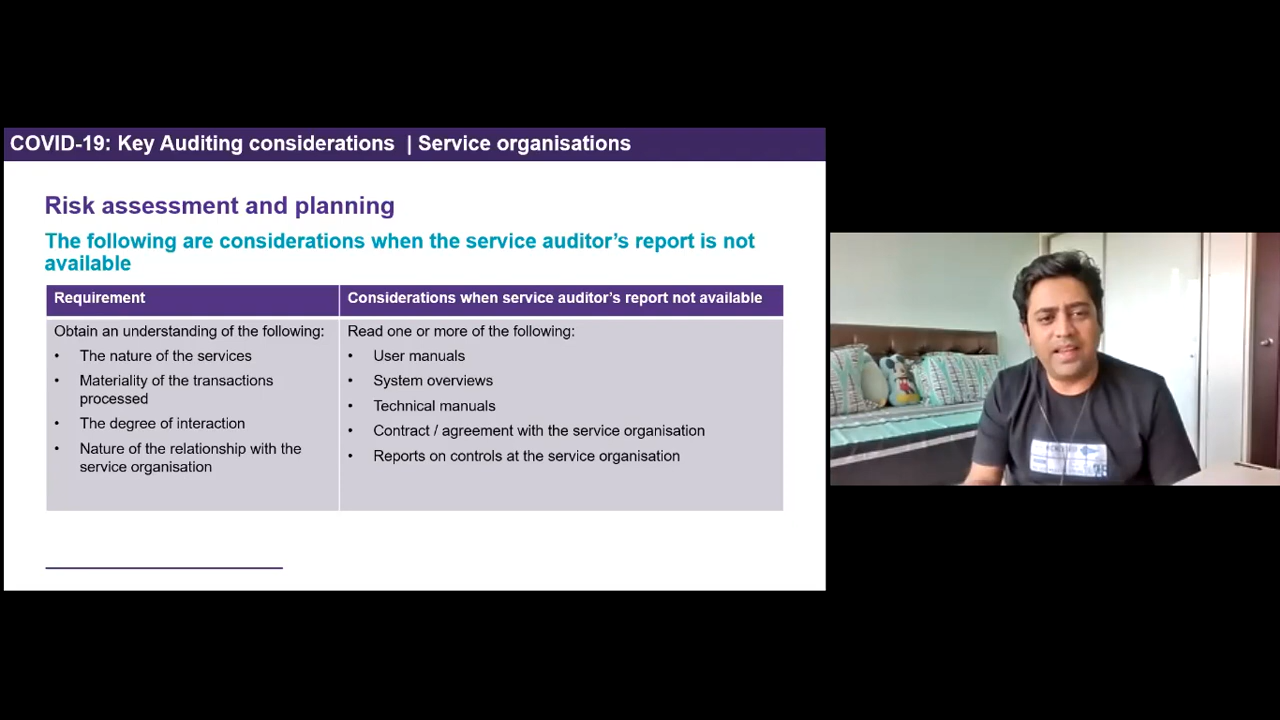 COVID-19: Key Auditing considerations | Service organisations
Risk assessment and planning
The following are considerations when the service auditor's report is not
available
Requirement
Considerations when service auditor's report not available
Obtain an understanding of the following:
• The nature of the services
• Materiality of the transactions
processed
• The degree of interaction
• Nature of the relationship with the
service organisation
Read one or more of the following:
• User manuals
• System overviews
• Technical manuals
• Contract / agreement with the service organisation
• Reports on controls at the service organisation